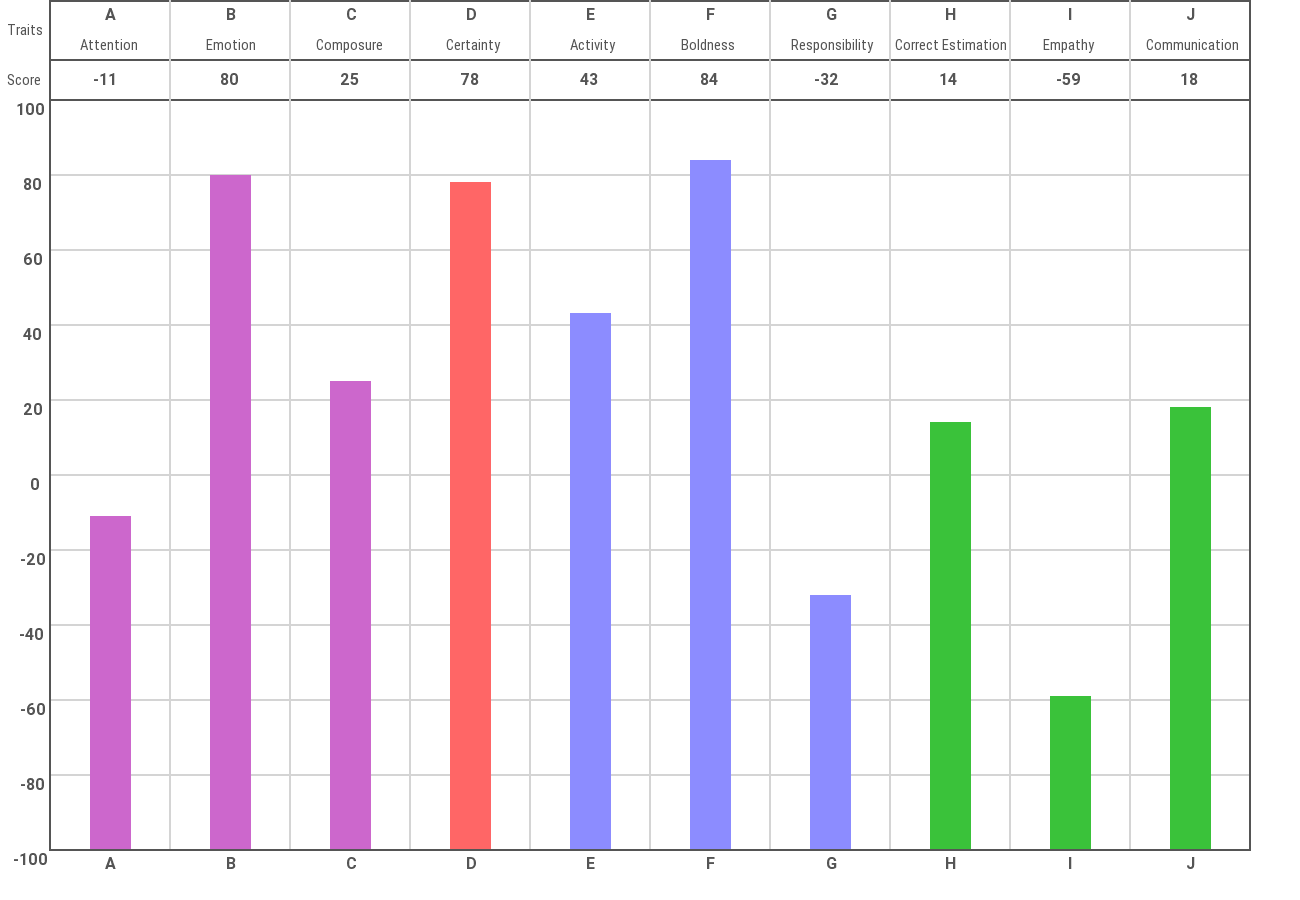 A B C D E F G H I J
Traits
Attention Emotion Composure Certainty Activity Boldness Responsibility Correct Estimation Empathy Communication
Score -11 80 25 78 43 84 -32 14 -59 18
100
80
60
40
20
0
-20
-40
-60
-80
-100
A B C D E F G H I J